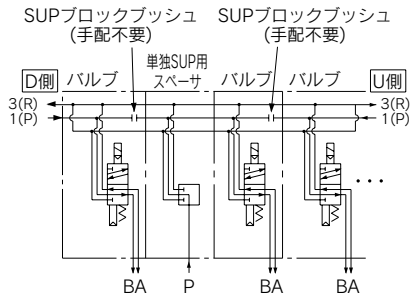 SUPブロックブッシュ
(手配不要)
SUPブロックブッシュ
(手配不要)
D側
バルブ
単独SUP用
スペーサ
バルブ
バルブ
U側
3(R)
1(P)
3(R)
1(P)
...
BA
P
BA
BA